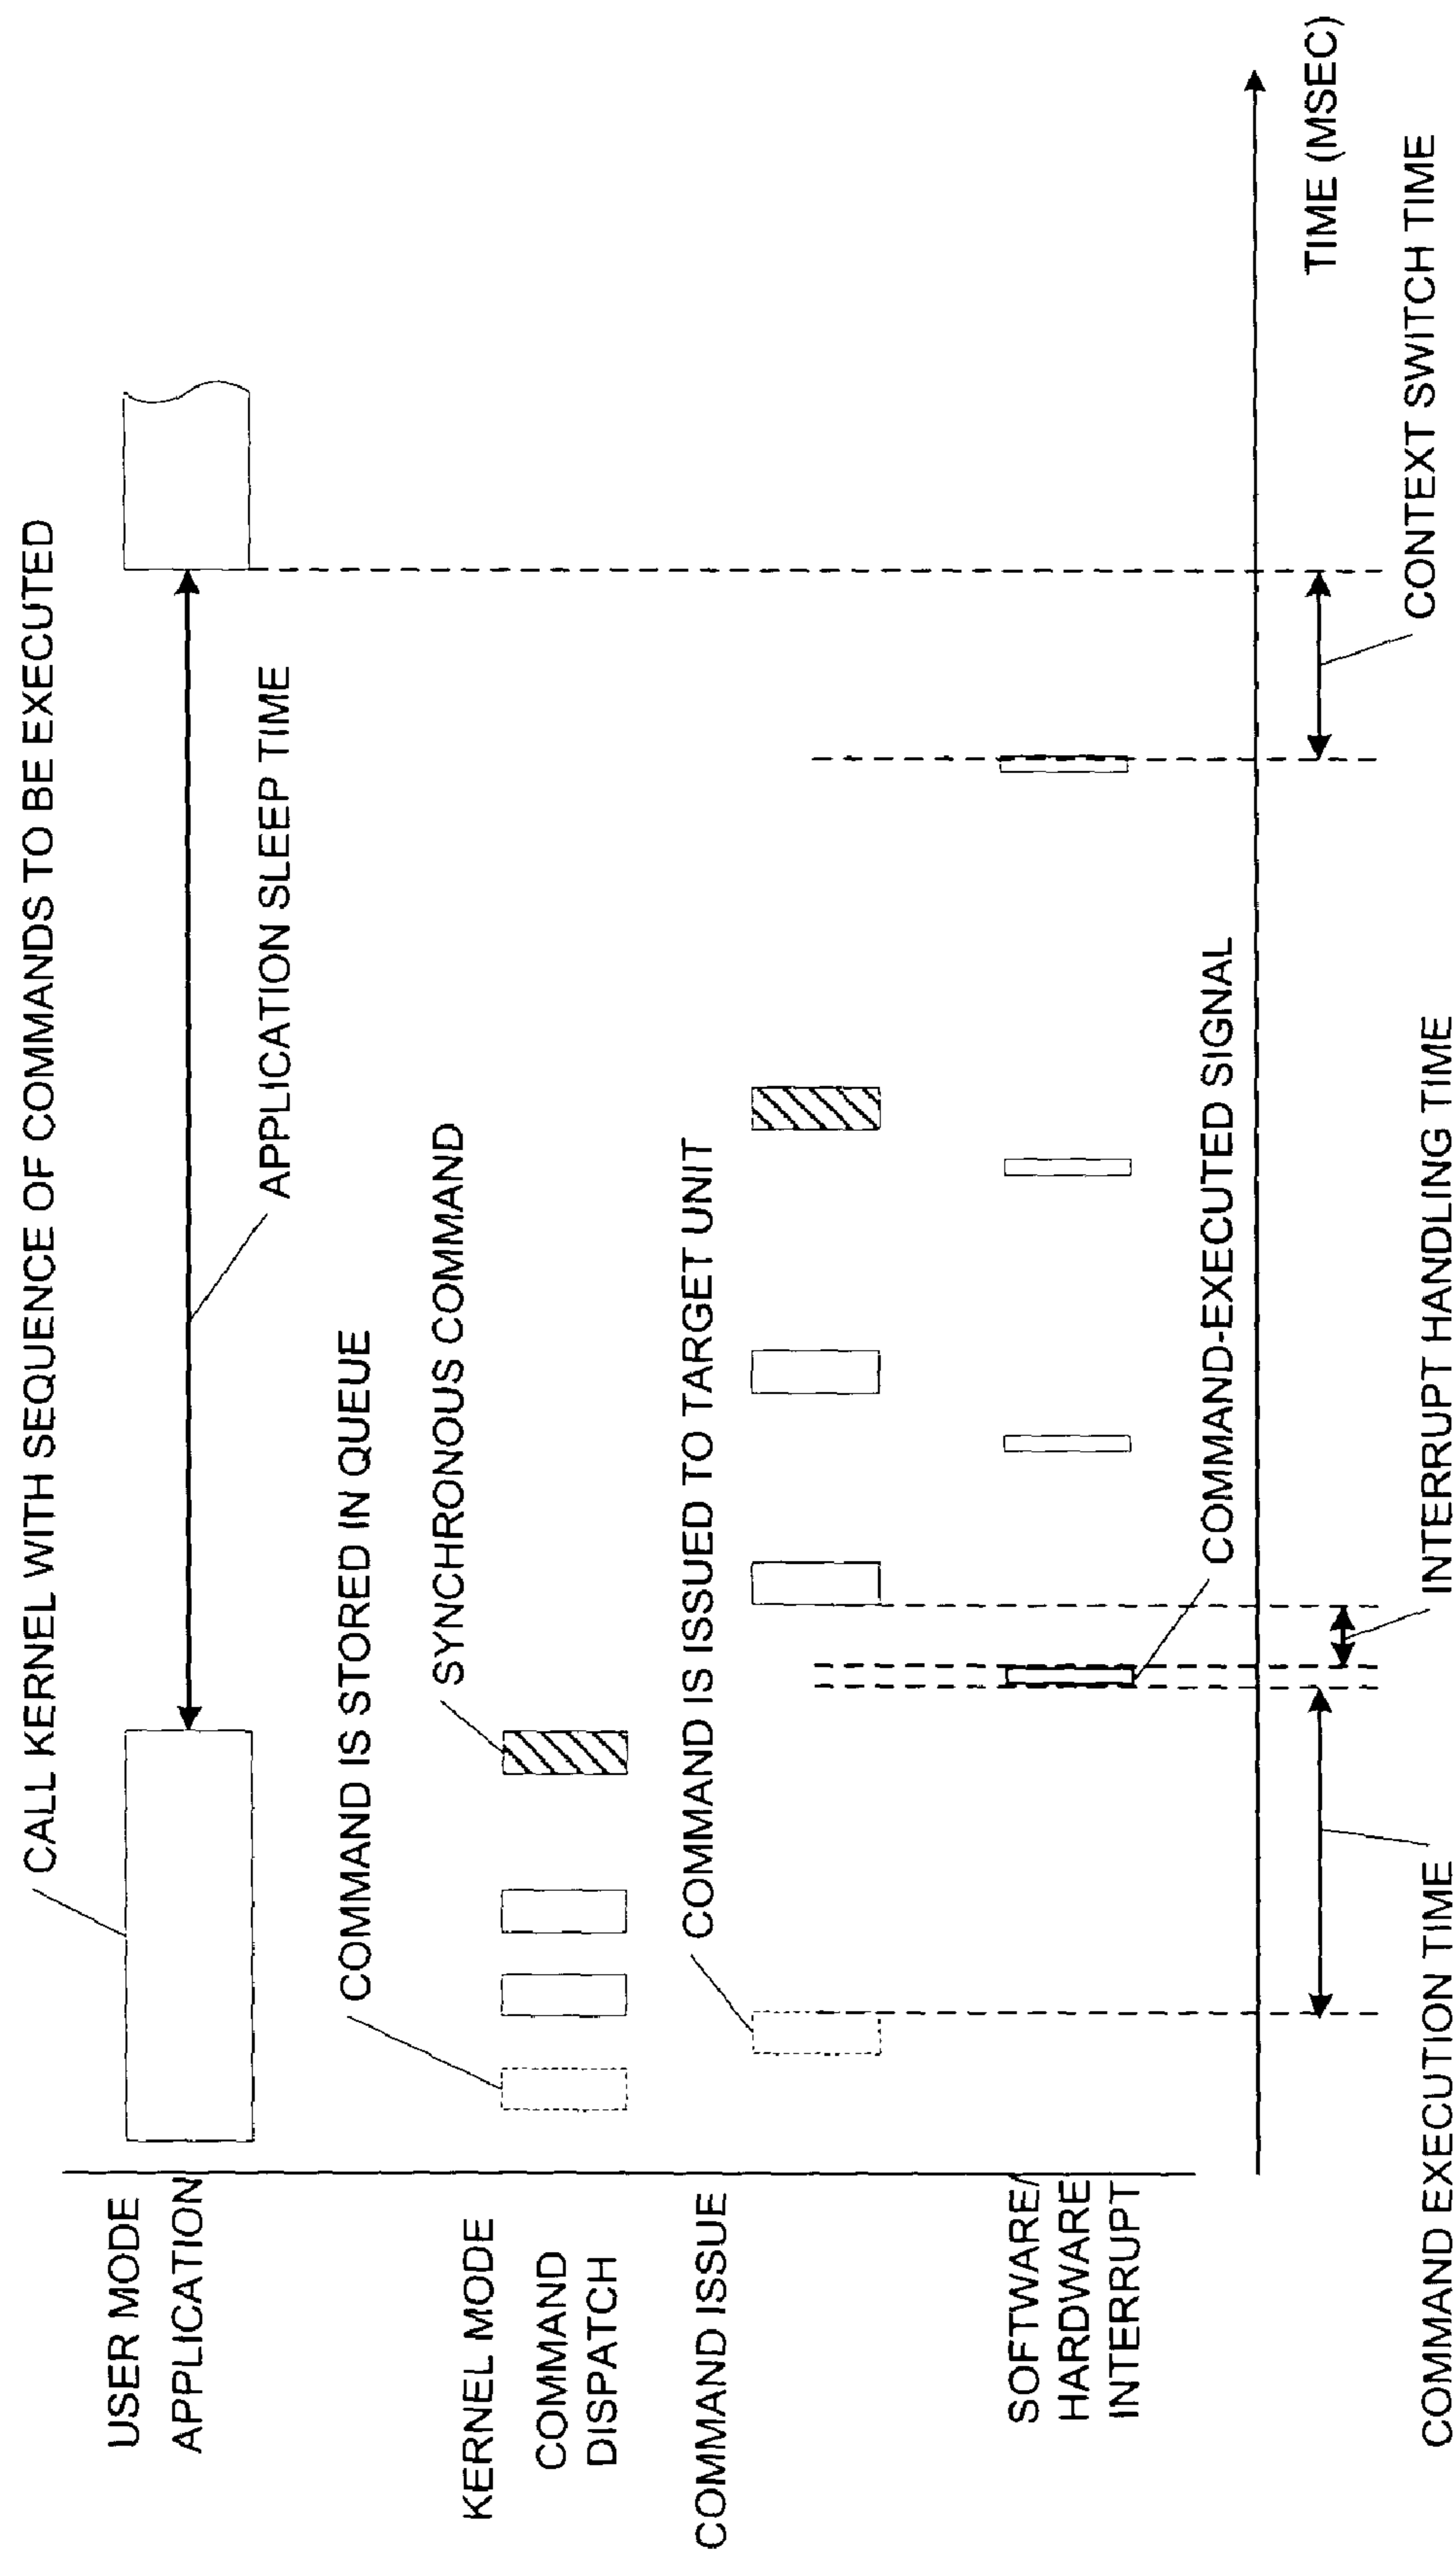 CALL KERNEL WITH SEQUENCE OF COMMANDS TO BE EXECUTED
USER MODE
APPLICATION
APPLICATION SLEEP TIME
COMMAND IS STORED IN QUEUE
SYNCHRONOUS COMMAND
KERNEL MODE
COMMAND
DISPATCH
COMMAND IS ISSUED TO TARGET UNIT
COMMAND ISSUE
SOFTWARE/
HARDWARE
INTERRUPT
COMMAND-EXECUTED SIGNAL
TIME (MSEC)
CONTEXT SWITCH TIME
INTERRUPT HANDLING TIME
COMMAND EXECUTION TIME